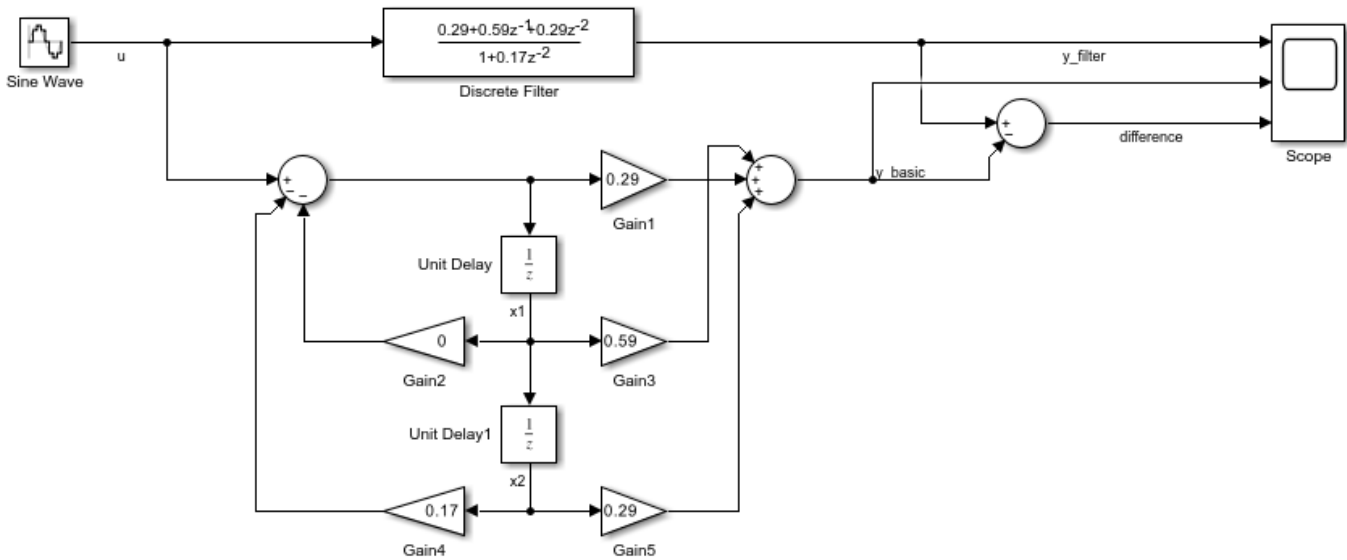 0.29+0.59z-1+0.29z-2
1+0.17z-2
u
y_filter
Sine Wave
Discrete Filter
+
−
difference
Scope
+
−
−
0.29
+
+
+
y_basic
Gain1
Unit Delay
1
z
x1
0
0.59
Gain2
Gain3
Unit Delay1
1
z
x2
0.17
0.29
Gain4
Gain5